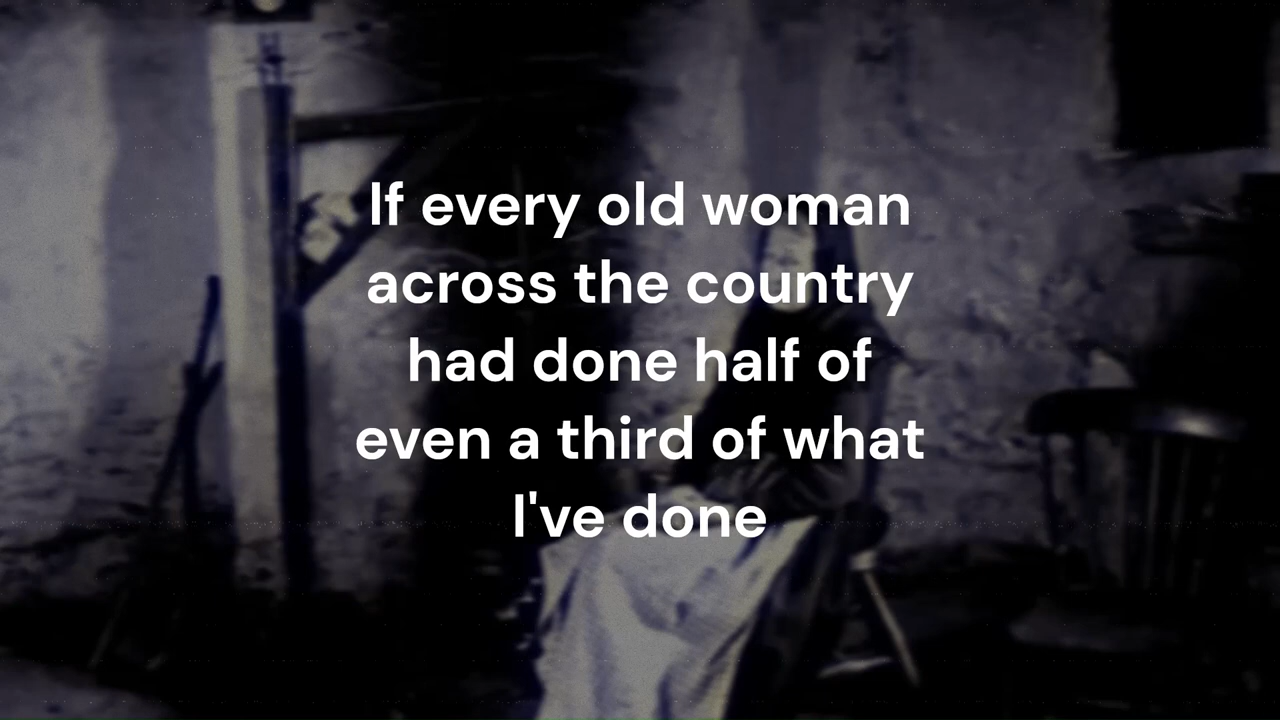 If every old woman
across the country
had done half of
even a third of what
I've done